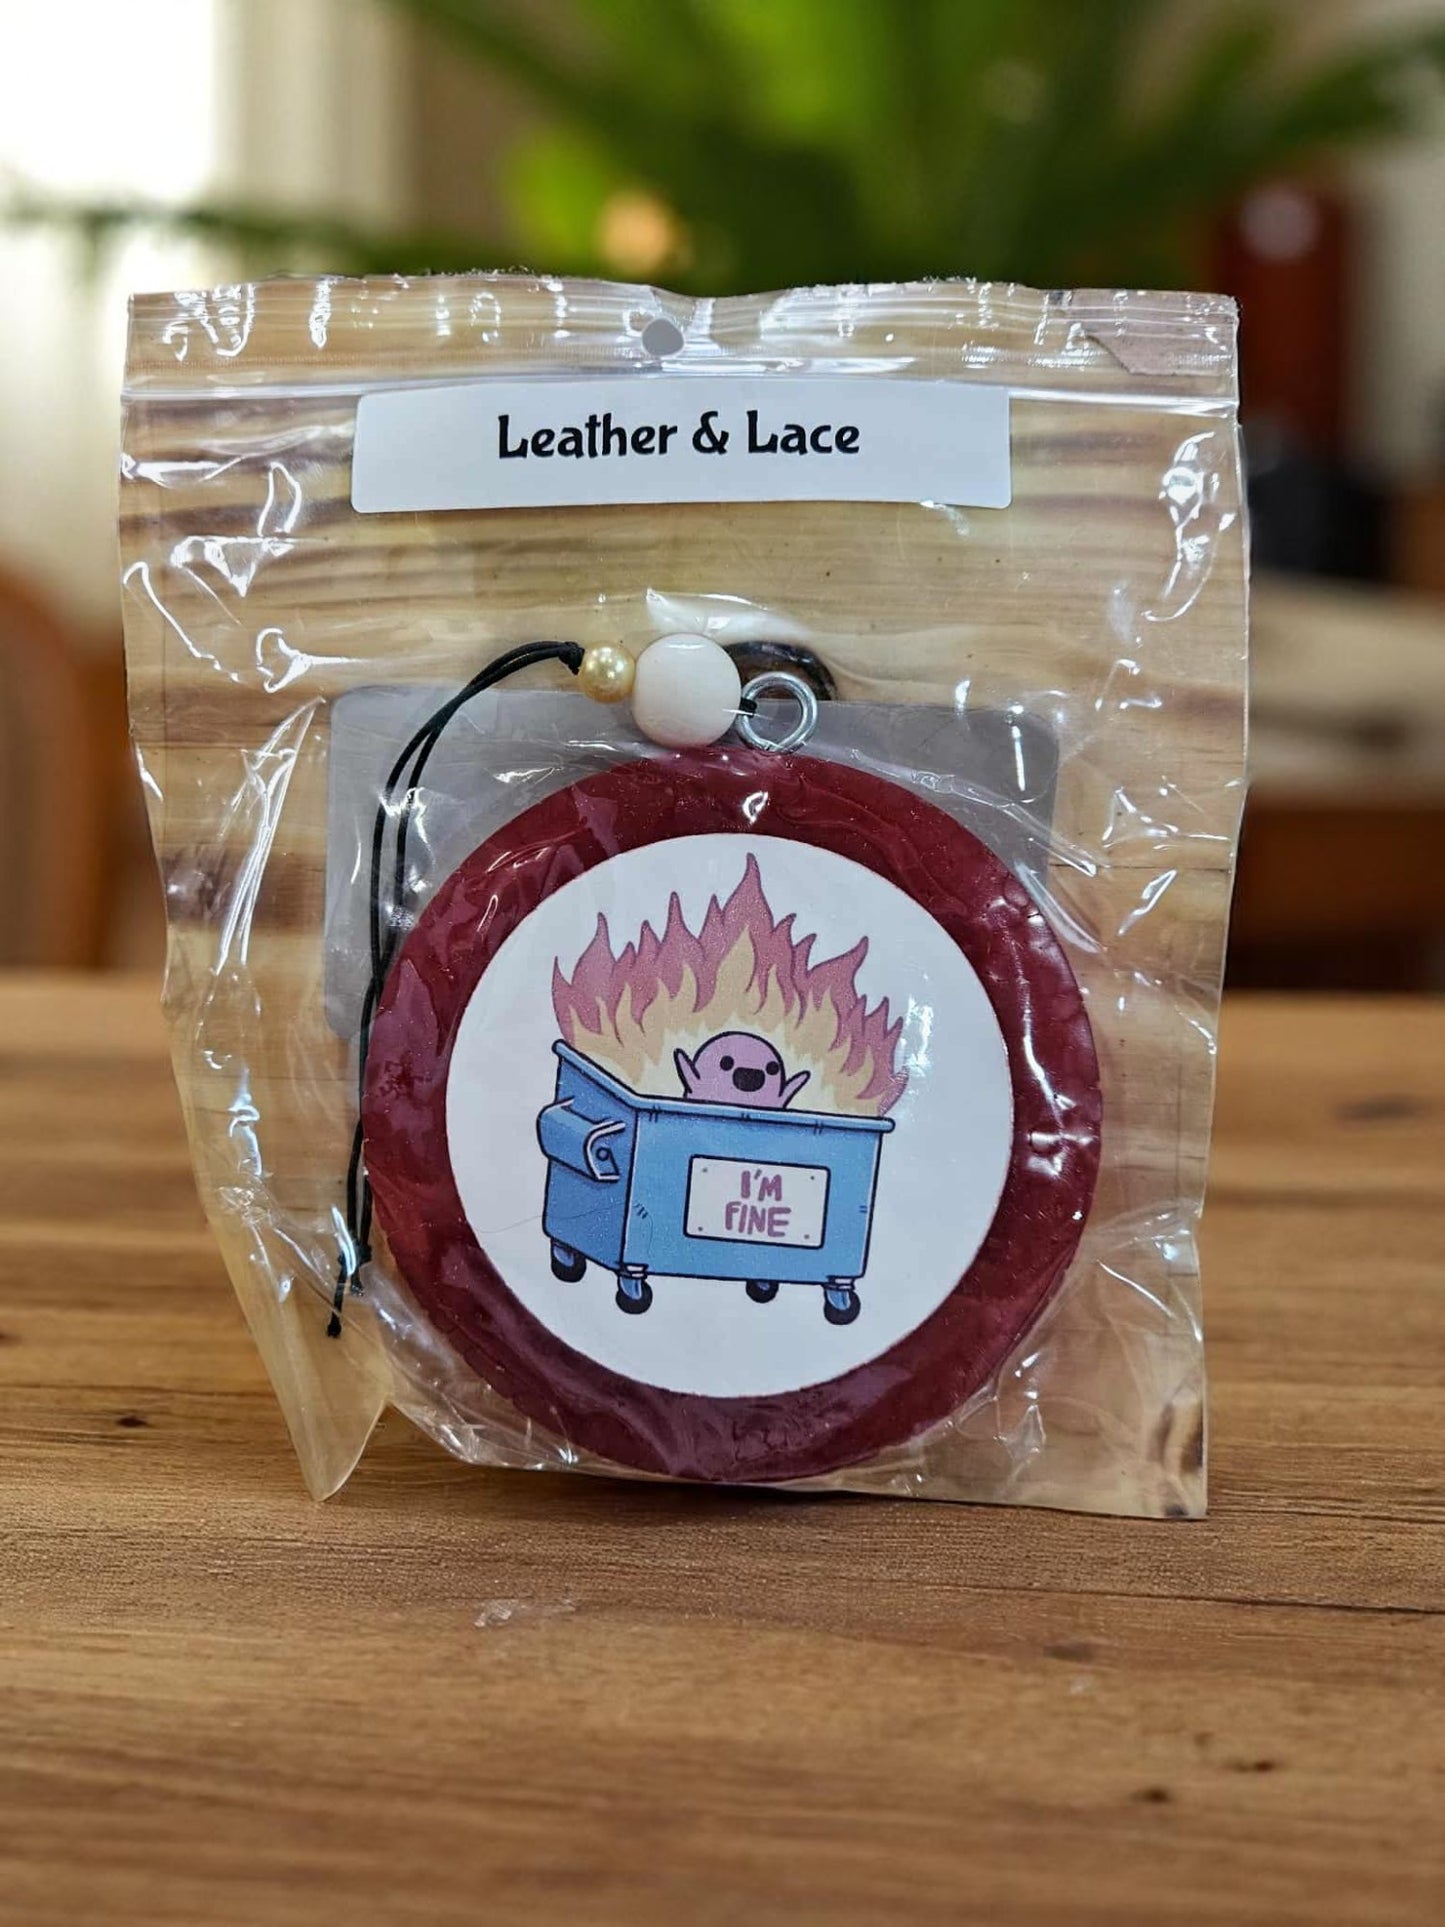 Leather & Lace
I'M
FINE